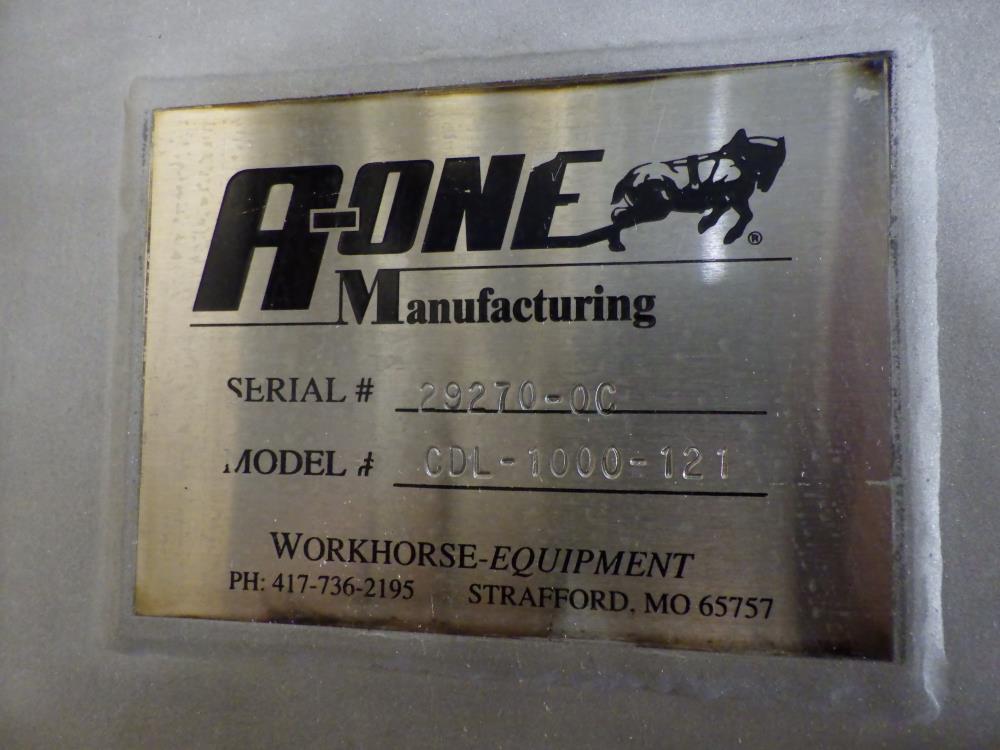 A-ONE ®
Manufacturing
SERIAL # 29270-0C
MODEL # CDL-1000-121
WORKHORSE-EQUIPMENT
PH: 417-736-2195 STRAFFORD, MO 65757